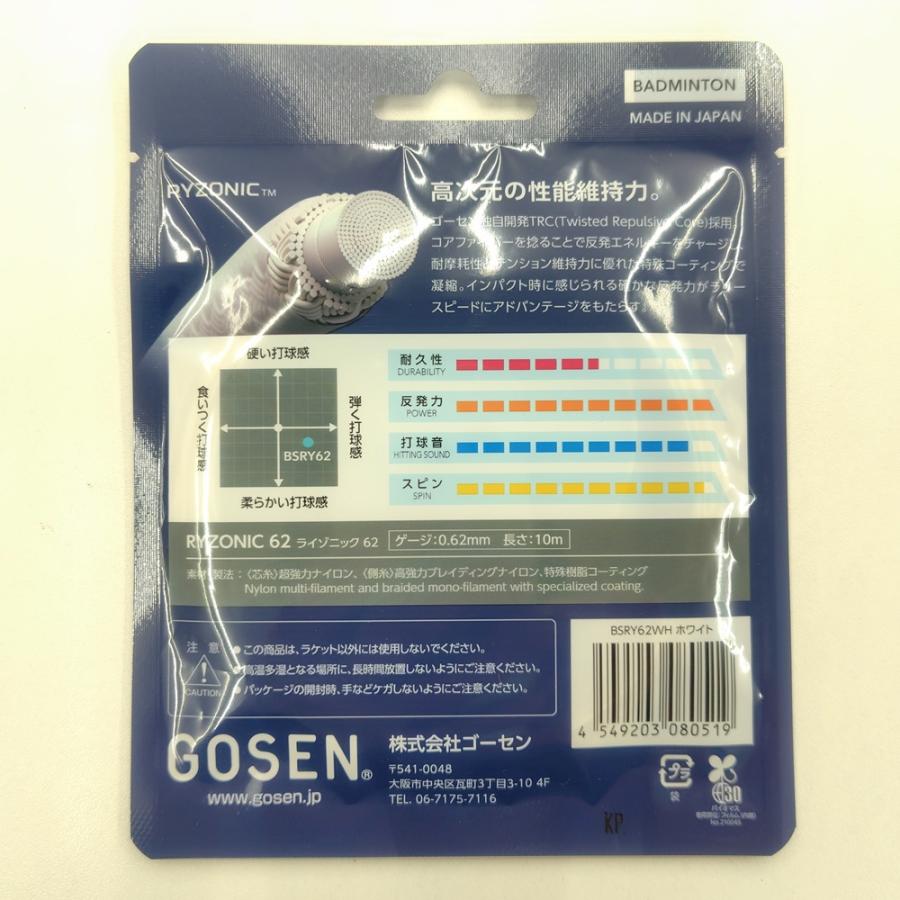 BADMINTON
MADE IN JAPAN
RYZONIC™
高次元の性能維持力。
ゴーセン独自開発TRC(Twisted Repulsive Core)採用。
コアファイバーを捻ることで反発エネルギーをチャージし、
耐摩耗性とテンション維持力に優れた特殊コーティングで
凝縮。インパクト時に感じられる確かな反発力がラリー
スピードにアドバンテージをもたらす。
硬い打球感
食いつく打球感
弾く打球感
BSRY62
柔らかい打球感
耐久性
DURABILITY
反発力
POWER
打球音
HITTING SOUND
スピン
SPIN
RYZONIC 62 ライゾニック 62 ゲージ:0.62mm 長さ:10m
素材・製法:〈芯糸〉超強力ナイロン、〈側糸〉高強力ブレイディングナイロン、特殊樹脂コーティング
Nylon multi-filament and braided mono-filament with specialized coating.
注意
CAUTION
●この商品は、ラケット以外には使用しないでください。
●高温多湿となる場所に、長時間放置しないようにご注意ください。
●パッケージの開封時、手などケガしないようにご注意ください。
BSRY62WH ホワイト
4 549203 080519
GOSEN®
www.gosen.jp
株式会社ゴーセン
〒541-0048
大阪市中央区瓦町3丁目3-10 4F
TEL. 06-7175-7116
プラ
袋
30
バイオマス
No.210045
KP